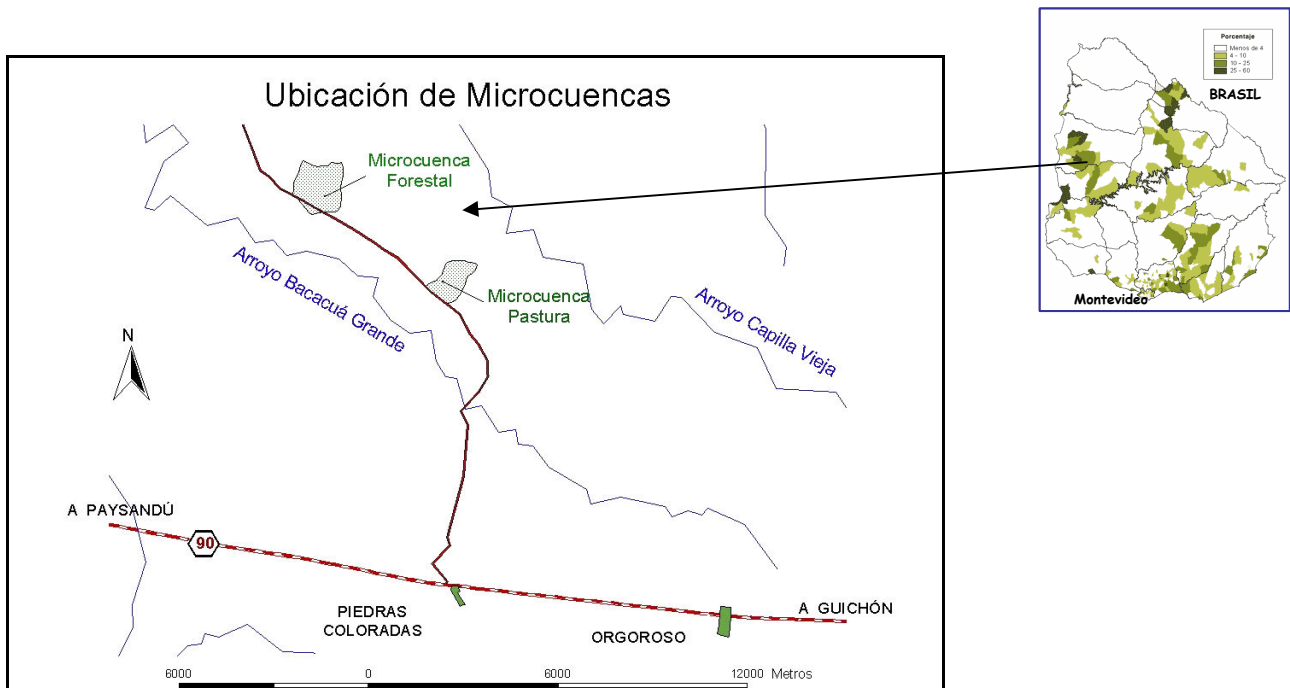 Ubicación de Microcuencas
Microcuenca
Forestal
Arroyo Bacacuá Grande
Microcuenca
Pastura
Arroyo Capilla Vieja
N
A PAYSANDÚ
90
PIEDRAS
COLORADAS
ORGOROSO
A GUICHÓN
6000 0 6000 12000 Metros
Porcentaje
Menos de 4
4 - 10
10 - 25
25 - 60
BRASIL
Montevideo